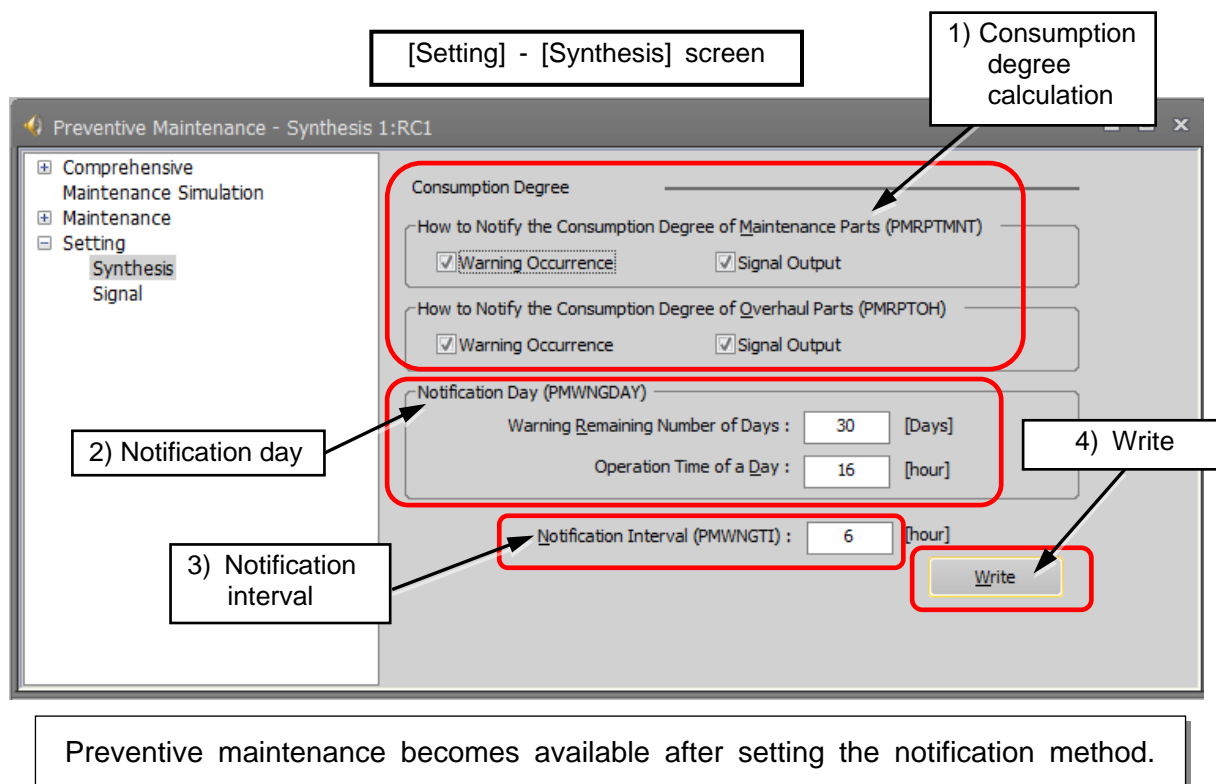 [Setting] - [Synthesis] screen
1) Consumption
degree
calculation
Preventive Maintenance - Synthesis 1:RC1
Comprehensive
Maintenance Simulation
Maintenance
Setting
Synthesis
Signal
Consumption Degree
How to Notify the Consumption Degree of Maintenance Parts (PMRPTMNT)
Warning Occurrence Signal Output
How to Notify the Consumption Degree of Overhaul Parts (PMRPTOH)
Warning Occurrence Signal Output
Notification Day (PMWNGDAY)
Warning Remaining Number of Days : 30 [Days]
Operation Time of a Day : 16 [hour]
2) Notification day
4) Write
Notification Interval (PMWNGTI) : 6 [hour]
3) Notification
interval
Write
Preventive maintenance becomes available after setting the notification method.